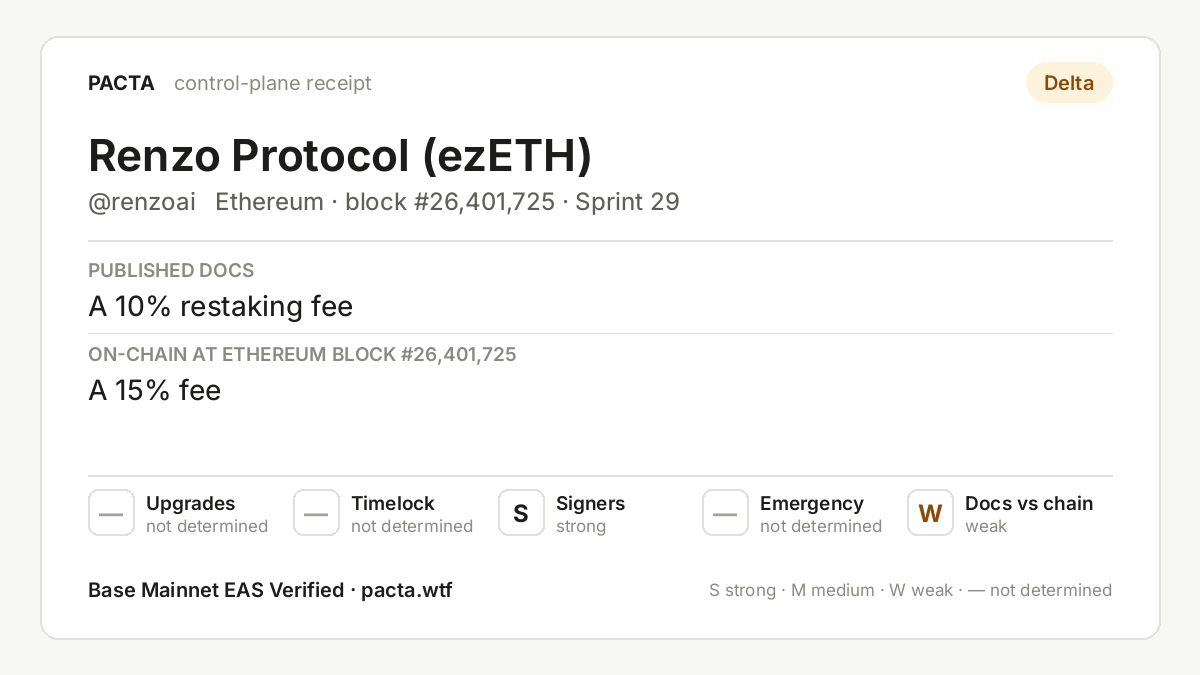 PACTA control-plane receipt Delta
Renzo Protocol (ezETH)
@renzoai Ethereum · block #26,401,725 · Sprint 29
PUBLISHED DOCS
A 10% restaking fee
ON-CHAIN AT ETHEREUM BLOCK #26,401,725
A 15% fee
— Upgrades not determined
— Timelock not determined
S Signers strong
— Emergency not determined
W Docs vs chain weak
Base Mainnet EAS Verified · pacta.wtf
S strong · M medium · W weak · — not determined